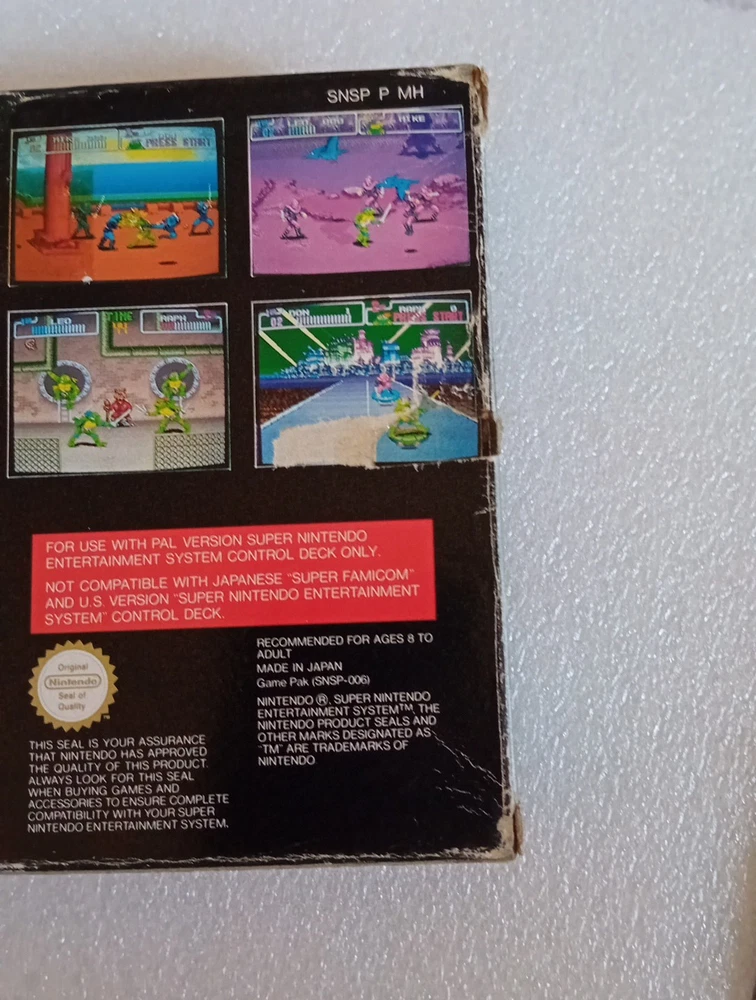 SNSP P MH
PRESS START
LEO
MIKE
LEO
TIME
RAPH
DON
02
RAPH
0
PRESS START
FOR USE WITH PAL VERSION SUPER NINTENDO
ENTERTAINMENT SYSTEM CONTROL DECK ONLY.
NOT COMPATIBLE WITH JAPANESE "SUPER FAMICOM"
AND U.S. VERSION "SUPER NINTENDO ENTERTAINMENT
SYSTEM" CONTROL DECK.
Original
Nintendo
Seal of
Quality
TM
THIS SEAL IS YOUR ASSURANCE
THAT NINTENDO HAS APPROVED
THE QUALITY OF THIS PRODUCT.
ALWAYS LOOK FOR THIS SEAL
WHEN BUYING GAMES AND
ACCESSORIES TO ENSURE COMPLETE
COMPATIBILITY WITH YOUR SUPER
NINTENDO ENTERTAINMENT SYSTEM.
RECOMMENDED FOR AGES 8 TO
ADULT
MADE IN JAPAN
Game Pak (SNSP-006)
NINTENDO ®, SUPER NINTENDO
ENTERTAINMENT SYSTEM™, THE
NINTENDO PRODUCT SEALS AND
OTHER MARKS DESIGNATED AS
"TM" ARE TRADEMARKS OF
NINTENDO